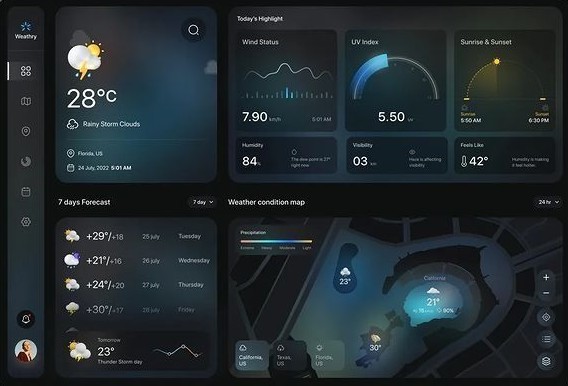 Weathry
28°c
Rainy Storm Clouds
Florida, US
24 July, 2022 5:01 AM
Today's Highlight
Wind Status
7.90 km/h
5:01 AM
UV Index
5.50 uv
Sunrise & Sunset
Sunrise
5:50 AM
Sunset
6:30 PM
Humidity
84%
The dew point is 27° right now
Visibility
03 km
Haze is affecting visibility
Feels Like
42°
Humidity is making it feel hotter.
7 days Forecast
7 day
+29°/+18 25 july Tuesday
+21°/+16 26 july Wednesday
+24°/+20 27 july Thursday
+30°/+17 28 july Friday
Tomorrow
23°
Thunder Storm day
Weather condition map
24 hr
Precipitation
Extreme Heavy Moderate Light
23°
California
21°
90%
30°
California, US
Texas, US
Florida, US
+
−